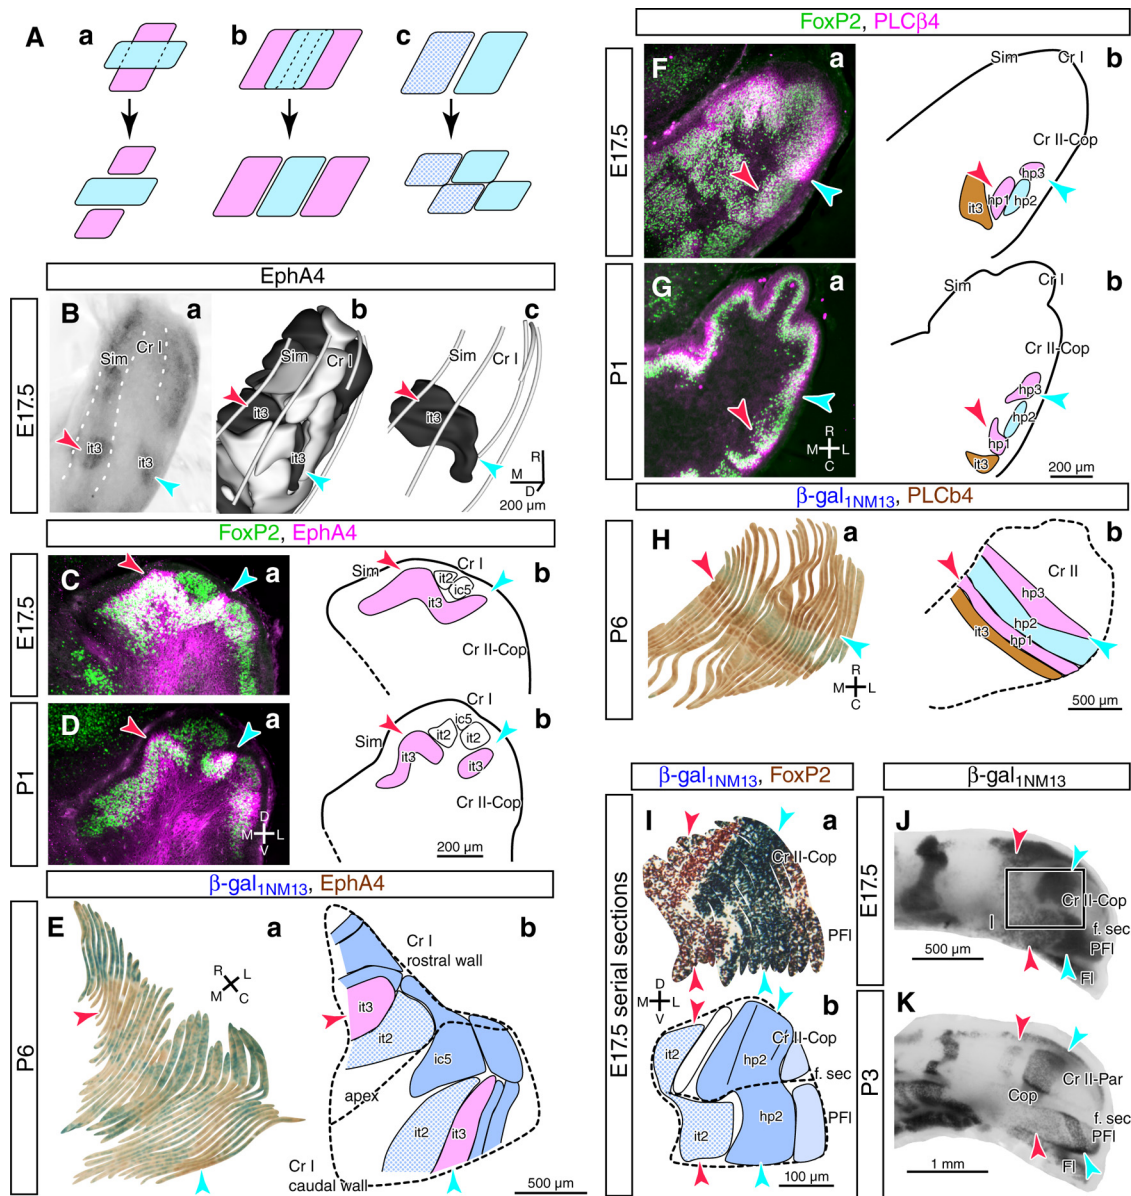 A
a
b
c
EphA4
E17.5
B
a
Sim
Cr I
it3
it3
b
Sim
Cr I
it3
it3
c
Sim
Cr I
it3
R
M
D
200 µm
FoxP2, EphA4
E17.5
C
a
b
Cr I
Sim
it2
ic5
it3
Cr II-Cop
P1
D
a
D
M
L
V
b
Cr I
ic5
Sim
it2
it2
it3
it3
Cr II-Cop
200 µm
β-gal1NM13, EphA4
P6
E
a
R
L
M
C
b
Cr I
rostral wall
it3
it2
ic5
apex
it2
it3
Cr I
caudal wall
500 µm
FoxP2, PLCβ4
E17.5
F
a
b
Sim
Cr I
Cr II-Cop
hp3
it3
hp1
hp2
P1
G
a
R
M
L
C
b
Sim
Cr I
Cr II-Cop
hp3
hp2
hp1
it3
200 µm
β-gal1NM13, PLCb4
P6
H
a
R
M
L
C
b
Cr II
hp3
hp2
hp1
it3
500 µm
β-gal1NM13, FoxP2
E17.5 serial sections
I
a
Cr II-Cop
PFl
D
M
L
V
b
Cr II-Cop
it2
hp2
f. sec
PFl
it2
hp2
100 µm
β-gal1NM13
E17.5
J
Cr II-Cop
I
f. sec
PFl
Fl
500 µm
P3
K
Cr II-Par
Cop
f. sec
PFl
Fl
1 mm